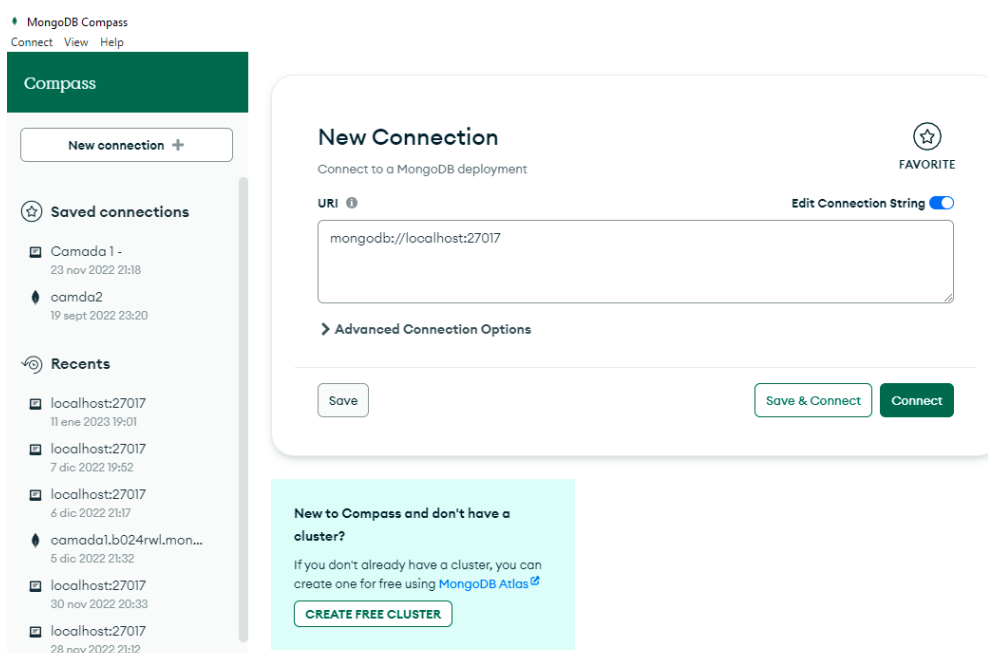 MongoDB Compass
Connect View Help
Compass
New connection +
Saved connections
Camada 1 -
23 nov 2022 21:18
camda2
19 sept 2022 23:20
Recents
localhost:27017
11 ene 2023 19:01
localhost:27017
7 dic 2022 19:52
localhost:27017
6 dic 2022 21:17
camada1.b024rwl.mon...
5 dic 2022 21:32
localhost:27017
30 nov 2022 20:33
localhost:27017
28 nov 2022 21:12
New Connection
Connect to a MongoDB deployment
FAVORITE
URI
Edit Connection String
mongodb://localhost:27017
Advanced Connection Options
Save
Save & Connect
Connect
New to Compass and don't have a
cluster?
If you don't already have a cluster, you can
create one for free using MongoDB Atlas
CREATE FREE CLUSTER